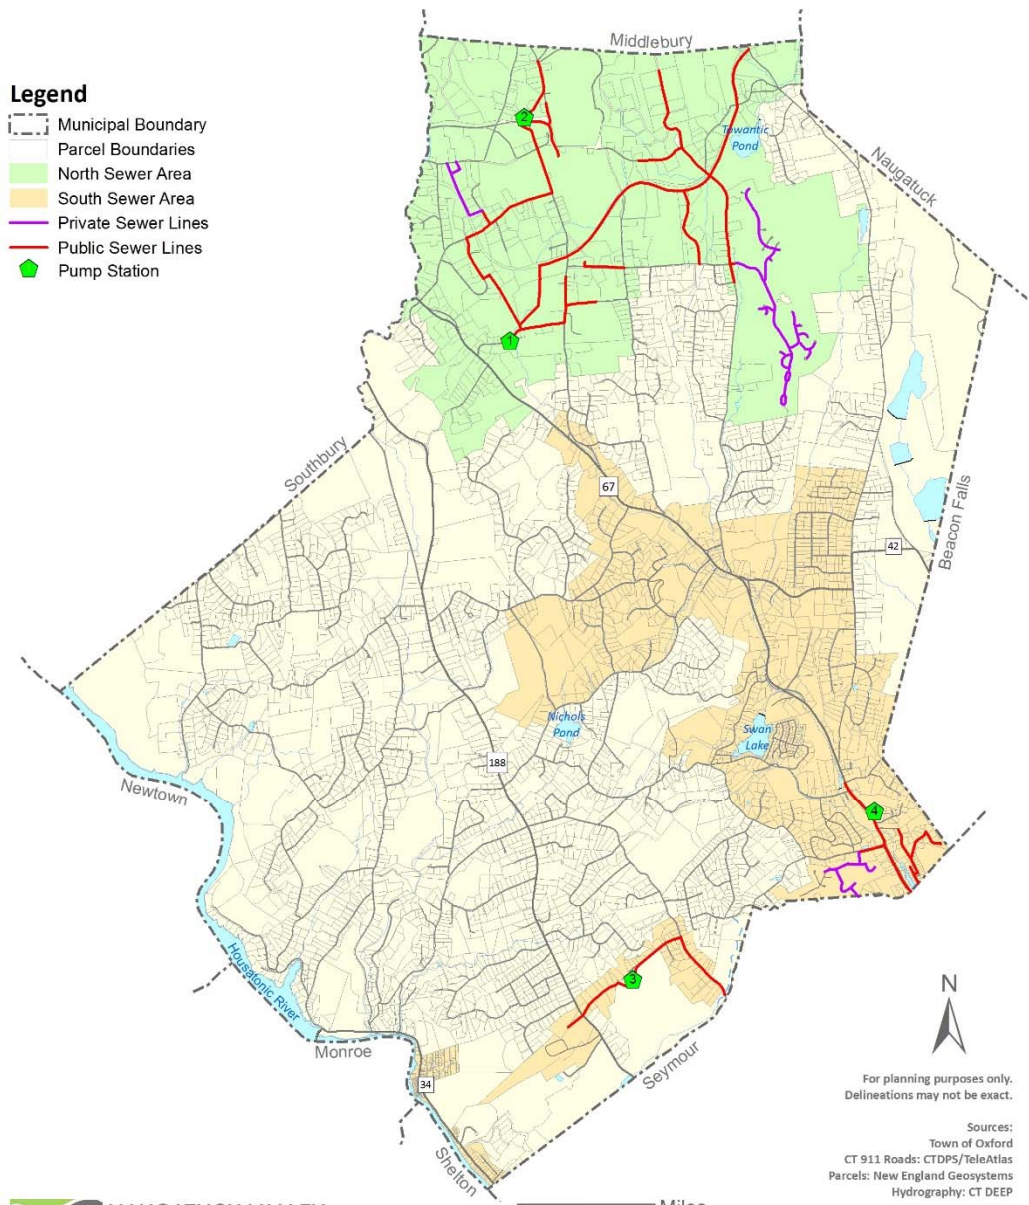 Middlebury
Legend
Municipal Boundary
Parcel Boundaries
North Sewer Area
South Sewer Area
Private Sewer Lines
Public Sewer Lines
Pump Station
2
Towantic
Pond
Naugatuck
1
Southbury
67
42
Beacon Falls
Nichols
Pond
Swan
Lake
188
Newtown
4
3
Housatonic River
N
Monroe
Seymour
34
Shelton
For planning purposes only.
Delineations may not be exact.
Sources:
Town of Oxford
CT 911 Roads: CTDPS/TeleAtlas
Parcels: New England Geosystems
Hydrography: CT DEEP
NAUGATUCK VALLEY
Miles